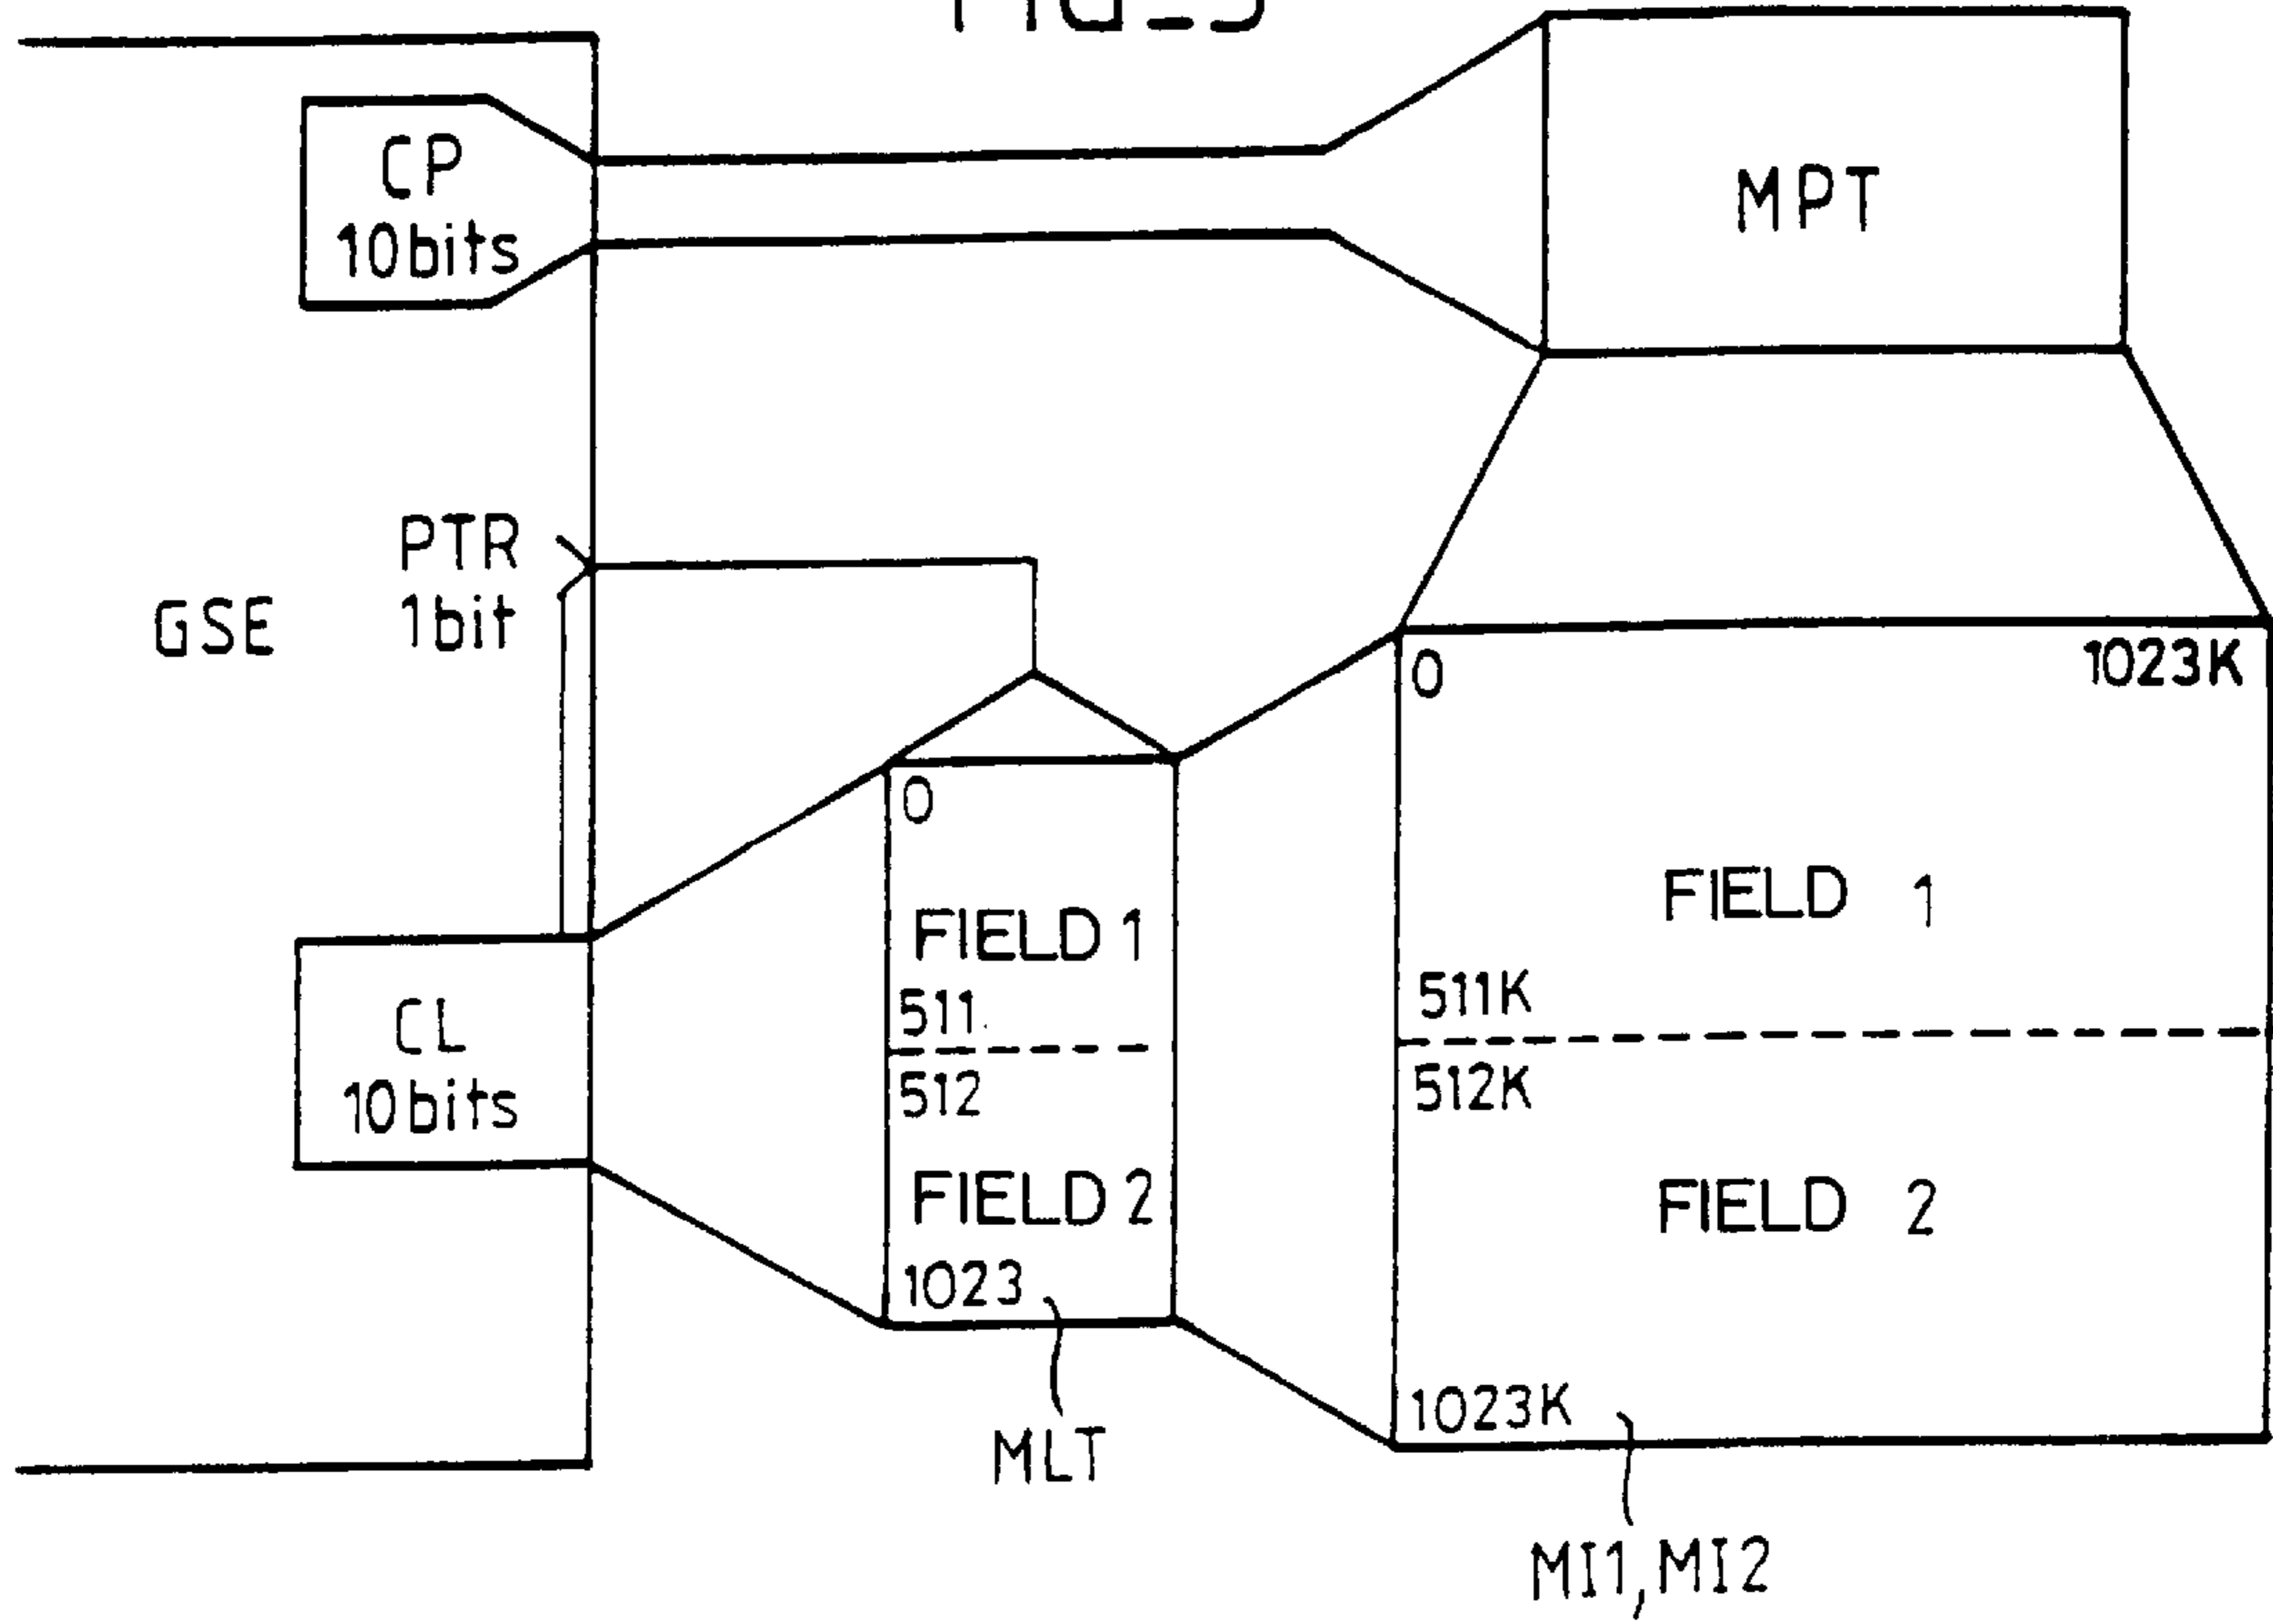 CP
10bits
MPT
PTR
1bit
GSE
0
1023K
0
FIELD 1
FIELD 1
511
511K
512
512K
CL
10bits
FIELD 2
FIELD 2
1023
1023K
MLT
MI1,MI2